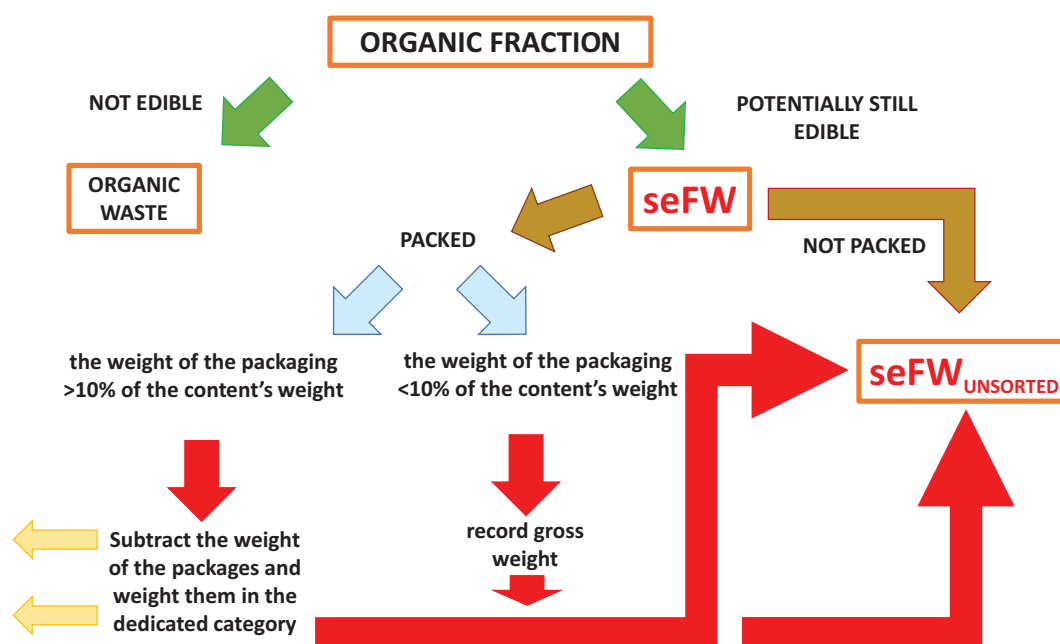 ORGANIC FRACTION
NOT EDIBLE
POTENTIALLY STILL
EDIBLE
ORGANIC
WASTE
seFW
PACKED
NOT PACKED
the weight of the packaging
>10% of the content's weight
the weight of the packaging
<10% of the content's weight
seFW UNSORTED
Subtract the weight
of the packages and
weight them in the
dedicated category
record gross
weight